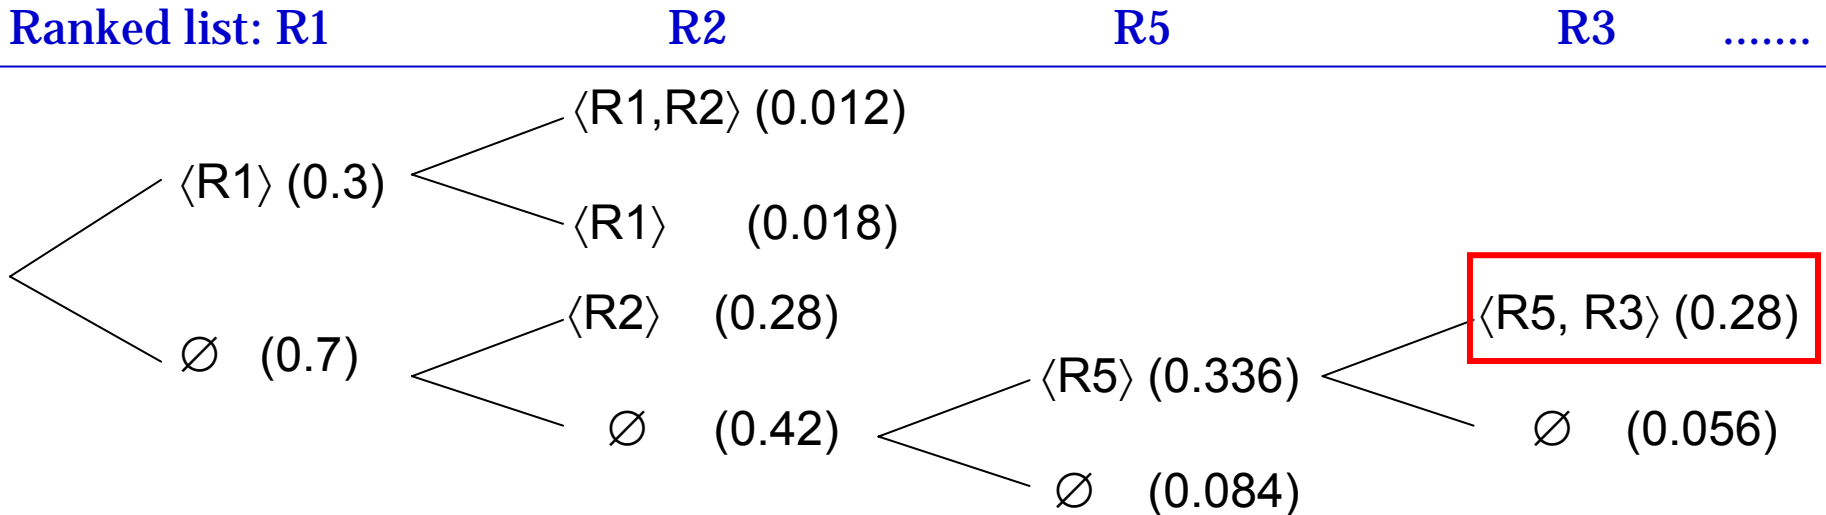 Ranked list: R1 R2 R5 R3 .......
⟨R1,R2⟩ (0.012)
⟨R1⟩ (0.3)
⟨R1⟩ (0.018)
⟨R2⟩ (0.28)
⟨R5, R3⟩ (0.28)
∅ (0.7)
⟨R5⟩ (0.336)
∅ (0.42)
∅ (0.056)
∅ (0.084)